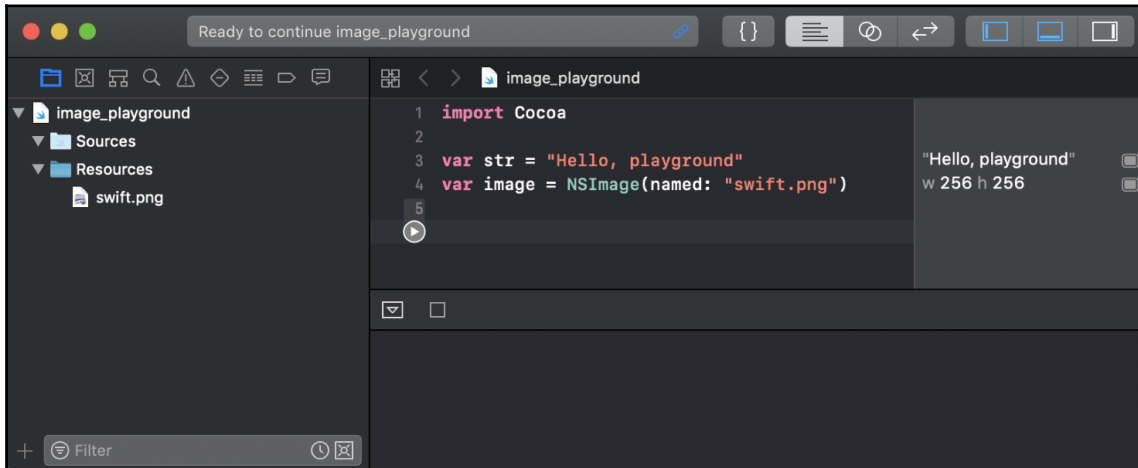 Ready to continue image_playground
{ }
image_playground
Sources
Resources
swift.png
Filter
image_playground
1 import Cocoa
2
3 var str = "Hello, playground"
4 var image = NSImage(named: "swift.png")
5
"Hello, playground"
w 256 h 256